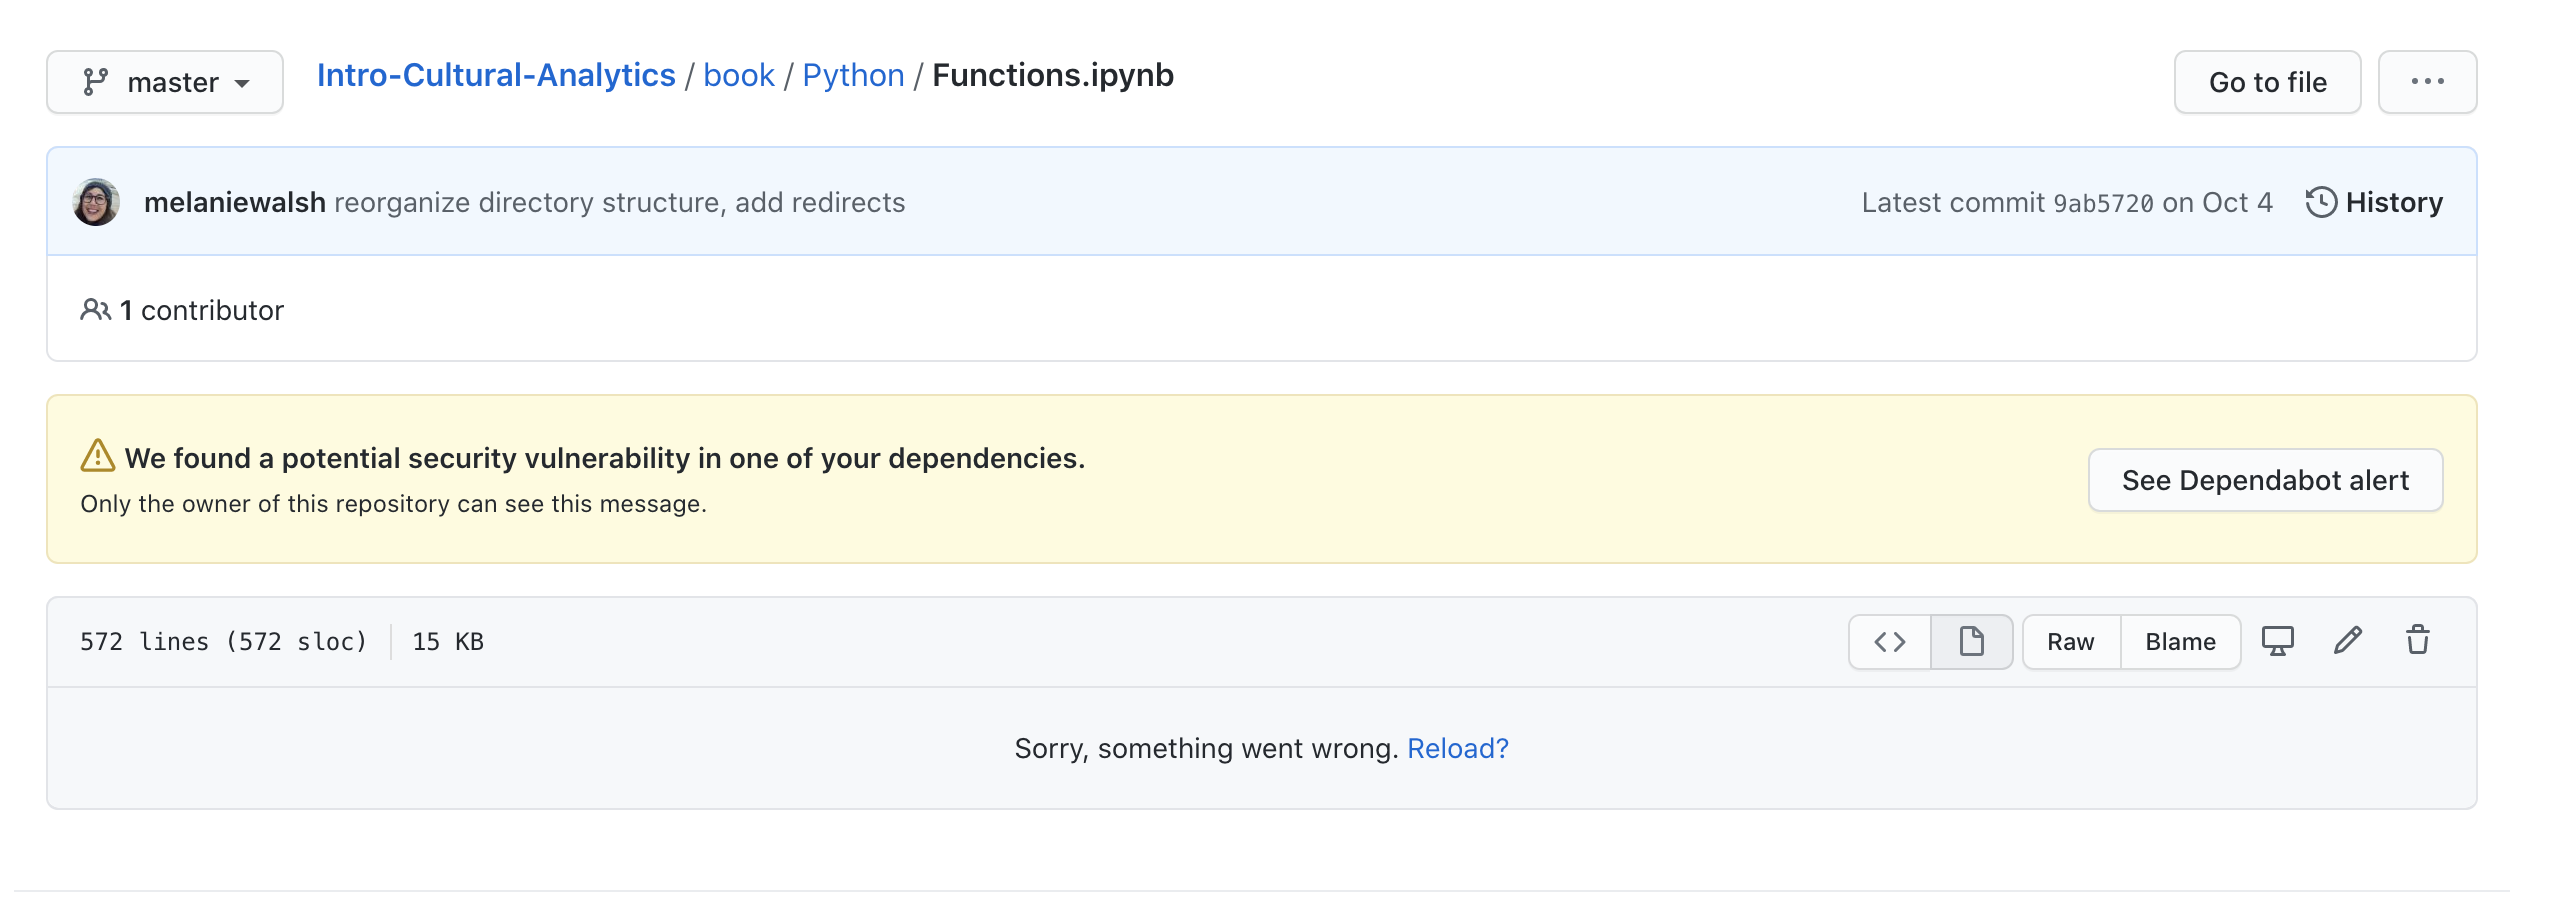 master
Intro-Cultural-Analytics / book / Python / Functions.ipynb
Go to file
melaniewalsh reorganize directory structure, add redirects
Latest commit 9ab5720 on Oct 4
History
1 contributor
We found a potential security vulnerability in one of your dependencies.
Only the owner of this repository can see this message.
See Dependabot alert
572 lines (572 sloc)
15 KB
Raw
Blame
Sorry, something went wrong. Reload?